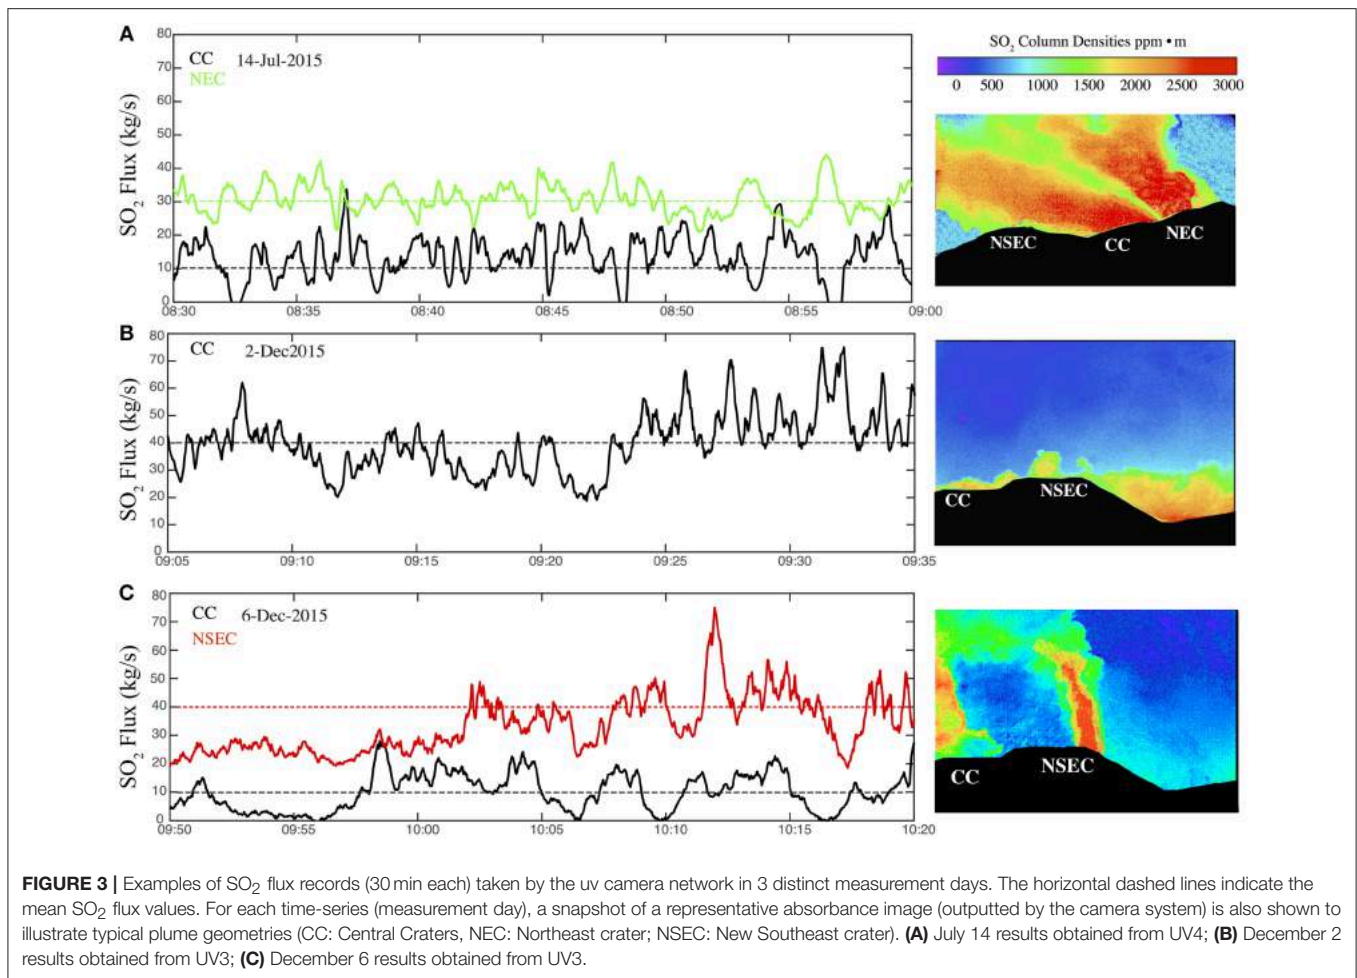 A
80
70
60
50
40
30
20
10
0
SO2 Flux (kg/s)
CC 14-Jul-2015
NEC
08:30 08:35 08:40 08:45 08:50 08:55 09:00
SO2 Column Densities ppm • m
0 500 1000 1500 2000 2500 3000
NSEC CC NEC
B
80
70
60
50
40
30
20
10
0
SO2 Flux (kg/s)
CC 2-Dec2015
09:05 09:10 09:15 09:20 09:25 09:30 09:35
CC NSEC
C
80
70
60
50
40
30
20
10
0
SO2 Flux (kg/s)
CC 6-Dec-2015
NSEC
09:50 09:55 10:00 10:05 10:10 10:15 10:20
CC NSEC
FIGURE 3 | Examples of SO2 flux records (30 min each) taken by the uv camera network in 3 distinct measurement days. The horizontal dashed lines indicate the
mean SO2 flux values. For each time-series (measurement day), a snapshot of a representative absorbance image (outputted by the camera system) is also shown to
illustrate typical plume geometries (CC: Central Craters, NEC: Northeast crater; NSEC: New Southeast crater). (A) July 14 results obtained from UV4; (B) December 2
results obtained from UV3; (C) December 6 results obtained from UV3.